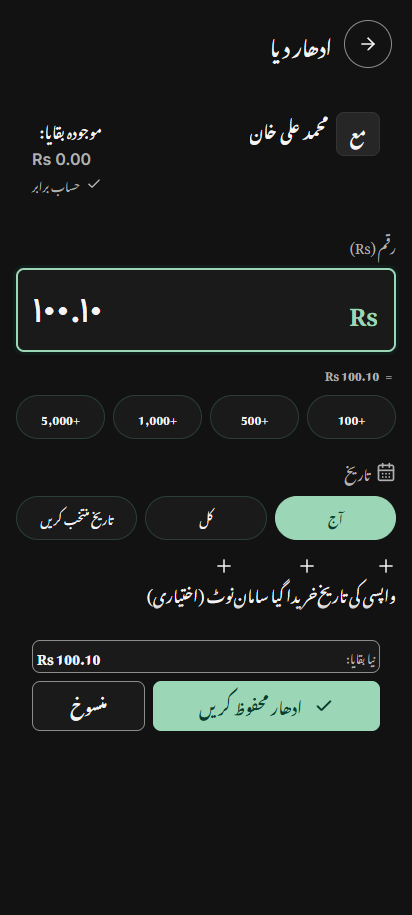 ادھار دیا
مع
محمد علی خان
موجودہ بقایا:
Rs 0.00
حساب برابر
رقم (Rs)
Rs
۱۰۰.۱۰
= Rs 100.10
+100
+500
+1,000
+5,000
تاریخ
آج
کل
تاریخ منتخب کریں
واپسی کی تاریخ
خریدا گیا سامان
نوٹ (اختیاری)
نیا بقایا:
Rs 100.10
ادھار محفوظ کریں
منسوخ